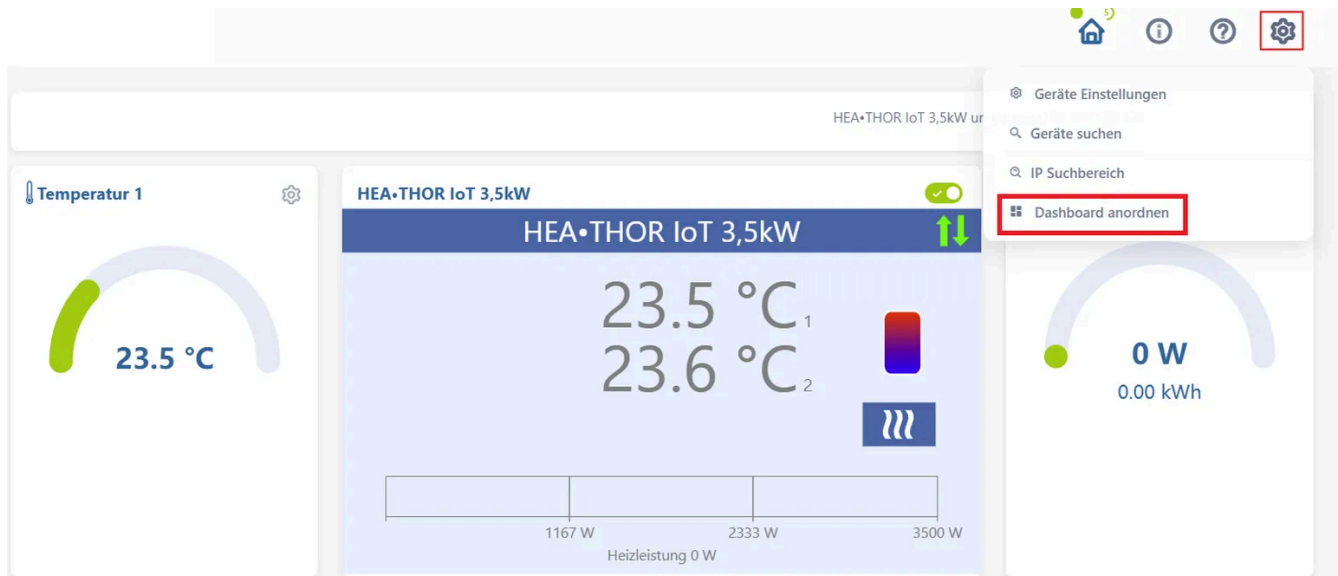 Geräte Einstellungen
HEA•THOR IoT 3,5kW
Geräte suchen
IP Suchbereich
Dashboard anordnen
Temperatur 1
23.5 °C
HEA•THOR IoT 3,5kW
HEA•THOR IoT 3,5kW
23.5 °C 1
23.6 °C 2
1167 W 2333 W 3500 W
Heizleistung 0 W
0 W
0.00 kWh